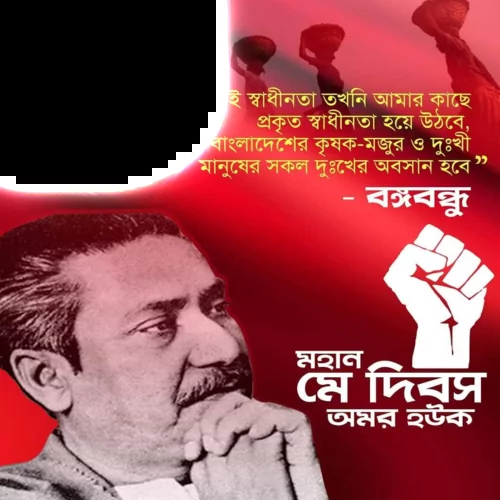 ই স্বাধীনতা তখনি আমার কাছে
প্রকৃত স্বাধীনতা হয়ে উঠবে,
বাংলাদেশের কৃষক-মজুর ও দুঃখী
মানুষের সকল দুঃখের অবসান হবে”
- বঙ্গবন্ধু
মহান
মে দিবস
অমর হউক